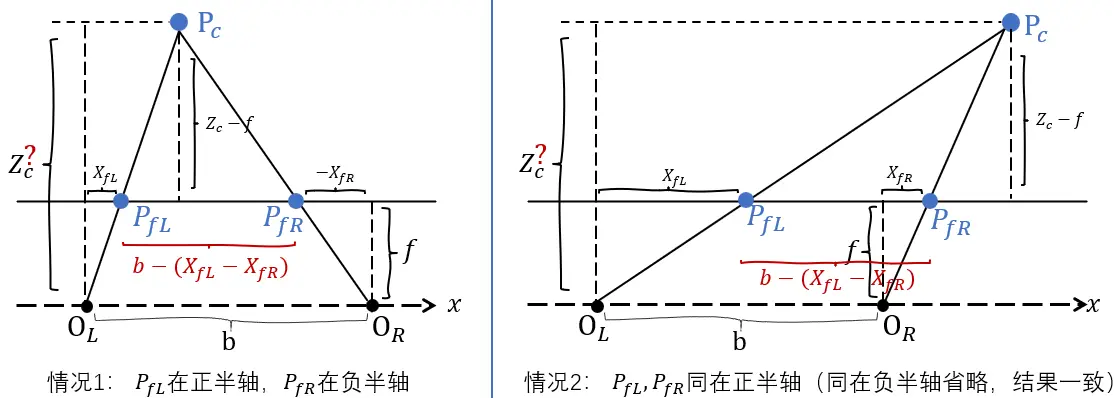 P_c
Z_c - f
Z_c ?
X_{fL}
-X_{fR}
P_{fL}
P_{fR}
f
b - (X_{fL} - X_{fR})
x
O_L
O_R
b
情况1： P_{fL}在正半轴，P_{fR}在负半轴
P_c
Z_c - f
Z_c ?
X_{fL}
X_{fR}
P_{fL}
P_{fR}
f
b - (X_{fL} - X_{fR})
x
O_L
O_R
b
情况2： P_{fL},P_{fR}同在正半轴（同在负半轴省略，结果一致）